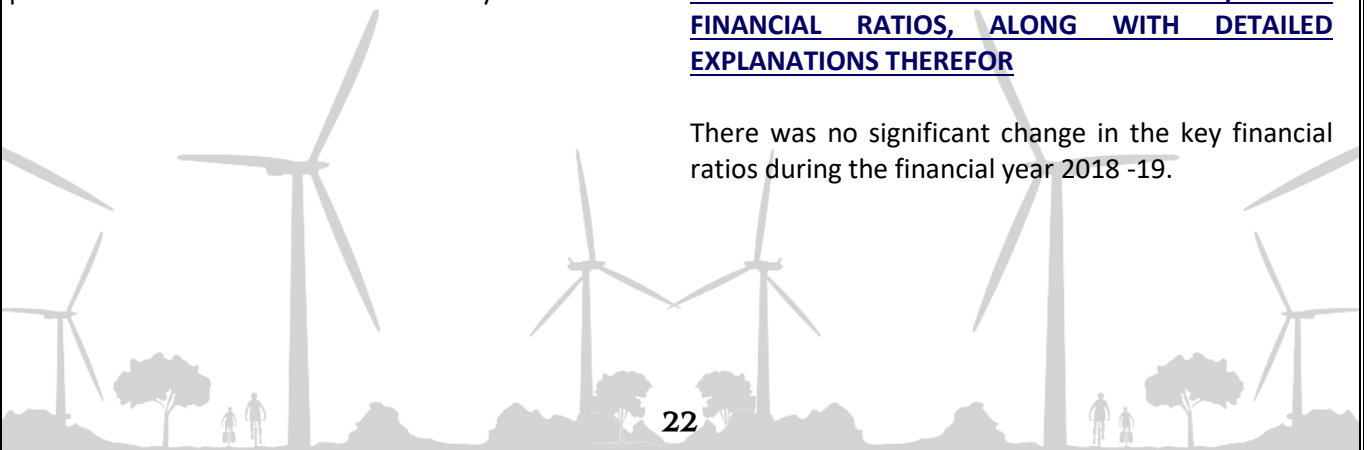 FINANCIAL RATIOS, ALONG WITH DETAILED
EXPLANATIONS THEREFOR
There was no significant change in the key financial
ratios during the financial year 2018 -19.
22